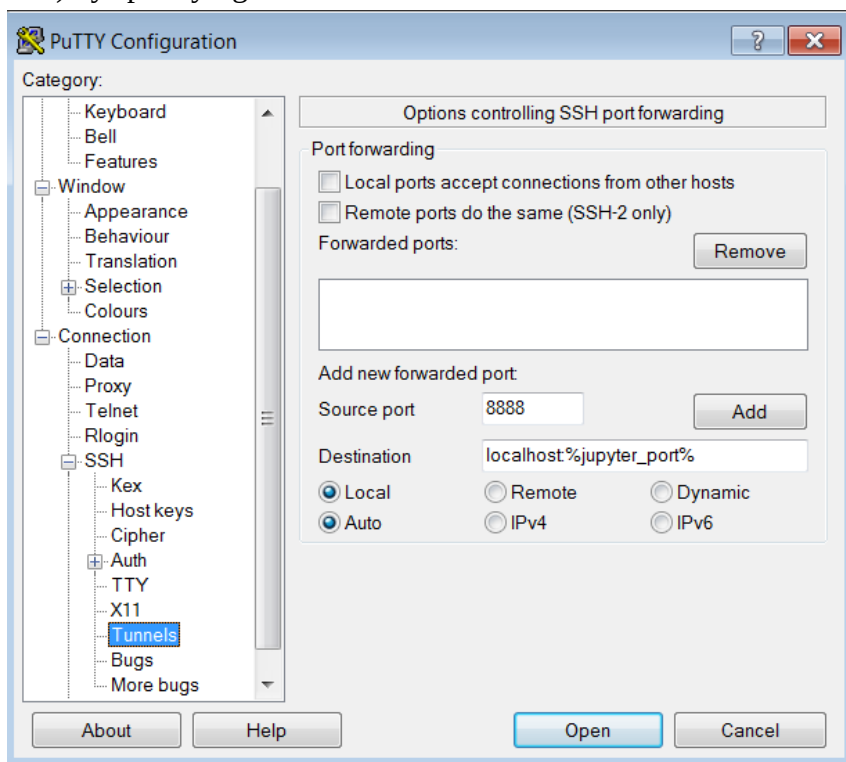 PuTTY Configuration
Category:
Keyboard
Bell
Features
Window
Appearance
Behaviour
Translation
Selection
Colours
Connection
Data
Proxy
Telnet
Rlogin
SSH
Kex
Host keys
Cipher
Auth
TTY
X11
Tunnels
Bugs
More bugs
Options controlling SSH port forwarding
Port forwarding
Local ports accept connections from other hosts
Remote ports do the same (SSH-2 only)
Forwarded ports:
Remove
Add new forwarded port:
Source port 8888 Add
Destination localhost:%jupyter_port%
Local Remote Dynamic
Auto IPv4 IPv6
About Help Open Cancel